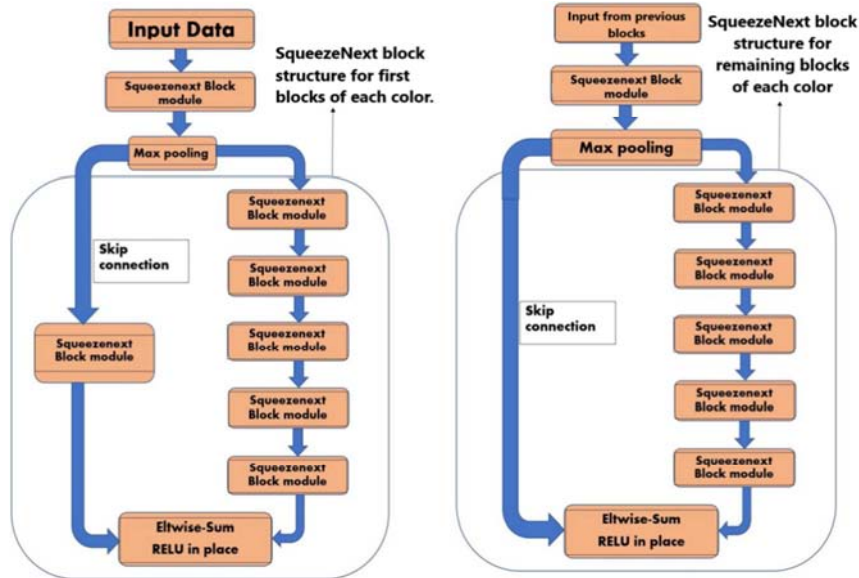 Input Data
Squeezenext Block
module
Max pooling
SqueezeNext block
structure for first
blocks of each color.
Skip
connection
Squeezenext
Block module
Squeezenext
Block module
Squeezenext
Block module
Squeezenext
Block module
Squeezenext
Block module
Squeezenext
Block module
Eltwise-Sum
RELU in place
Input from previous
blocks
Squeezenext Block
module
Max pooling
SqueezeNext block
structure for
remaining blocks
of each color
Skip
connection
Squeezenext
Block module
Squeezenext
Block module
Squeezenext
Block module
Squeezenext
Block module
Squeezenext
Block module
Eltwise-Sum
RELU in place